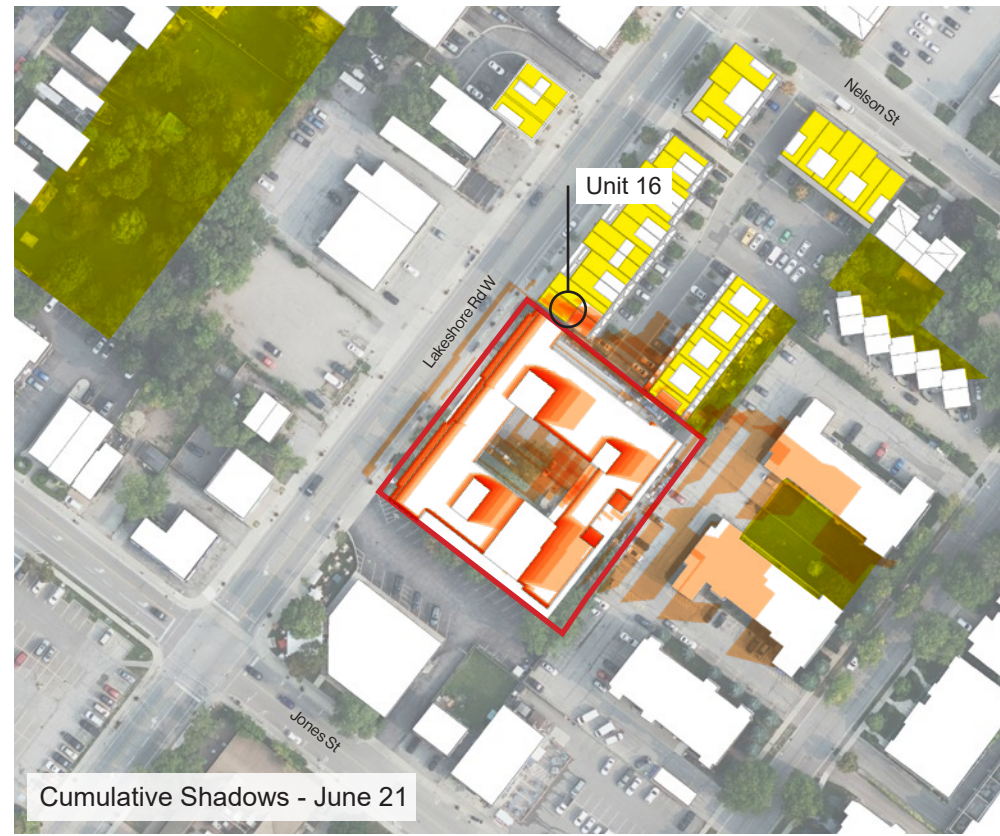 Nelson St
Unit 16
Lakeshore Rd W
Jones St
Cumulative Shadows - June 21